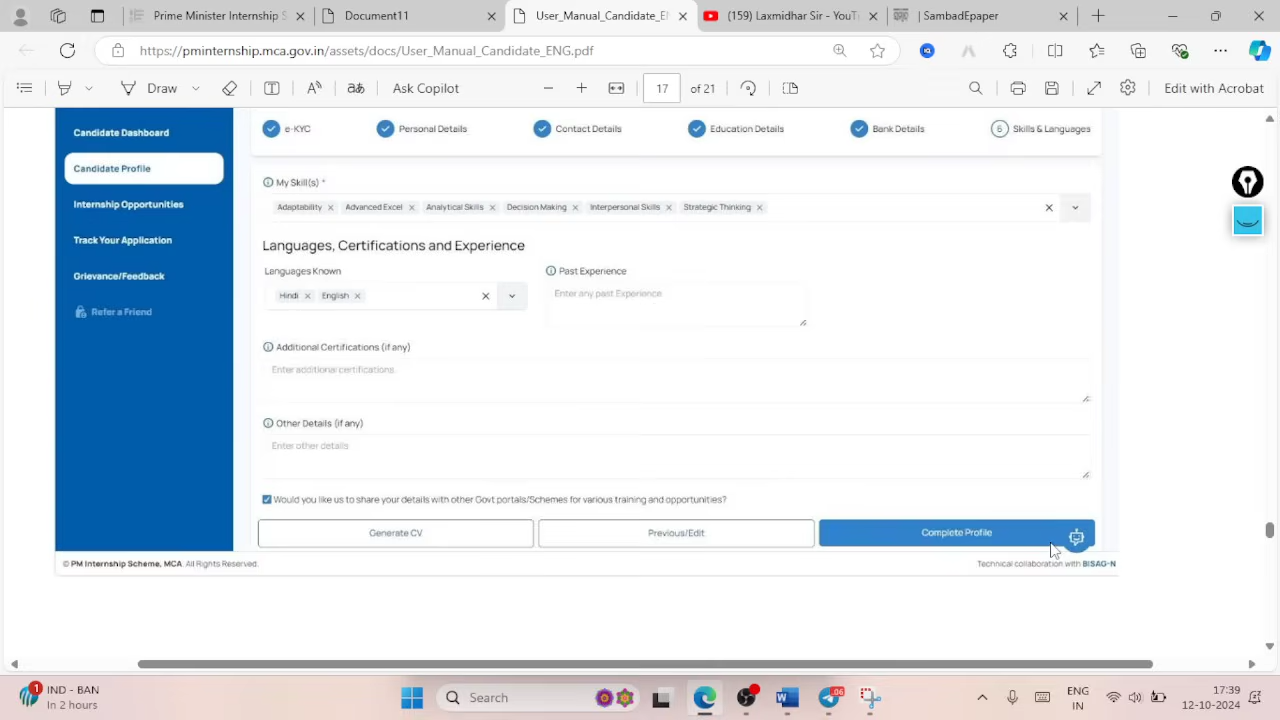 Prime Minister Internship S
Document11
User_Manual_Candidate_EN
(159) Laxmidhar Sir - YouT
| SambadEpaper
https://pminternship.mca.gov.in/assets/docs/User_Manual_Candidate_ENG.pdf
Draw
Ask Copilot
17 of 21
Edit with Acrobat
Candidate Dashboard
Candidate Profile
Internship Opportunities
Track Your Application
Grievance/Feedback
Refer a Friend
e-KYC
Personal Details
Contact Details
Education Details
Bank Details
6 Skills & Languages
My Skill(s) *
Adaptability
Advanced Excel
Analytical Skills
Decision Making
Interpersonal Skills
Strategic Thinking
Languages, Certifications and Experience
Languages Known
Past Experience
Hindi
English
Enter any past Experience
Additional Certifications (if any)
Enter additional certifications
Other Details (if any)
Enter other details
Would you like us to share your details with other Govt portals/Schemes for various training and opportunities?
Generate CV
Previous/Edit
Complete Profile
© PM Internship Scheme, MCA. All Rights Reserved.
Technical collaboration with BISAG-N
1
IND - BAN
In 2 hours
Search
06
ENG
IN
17:39
12-10-2024